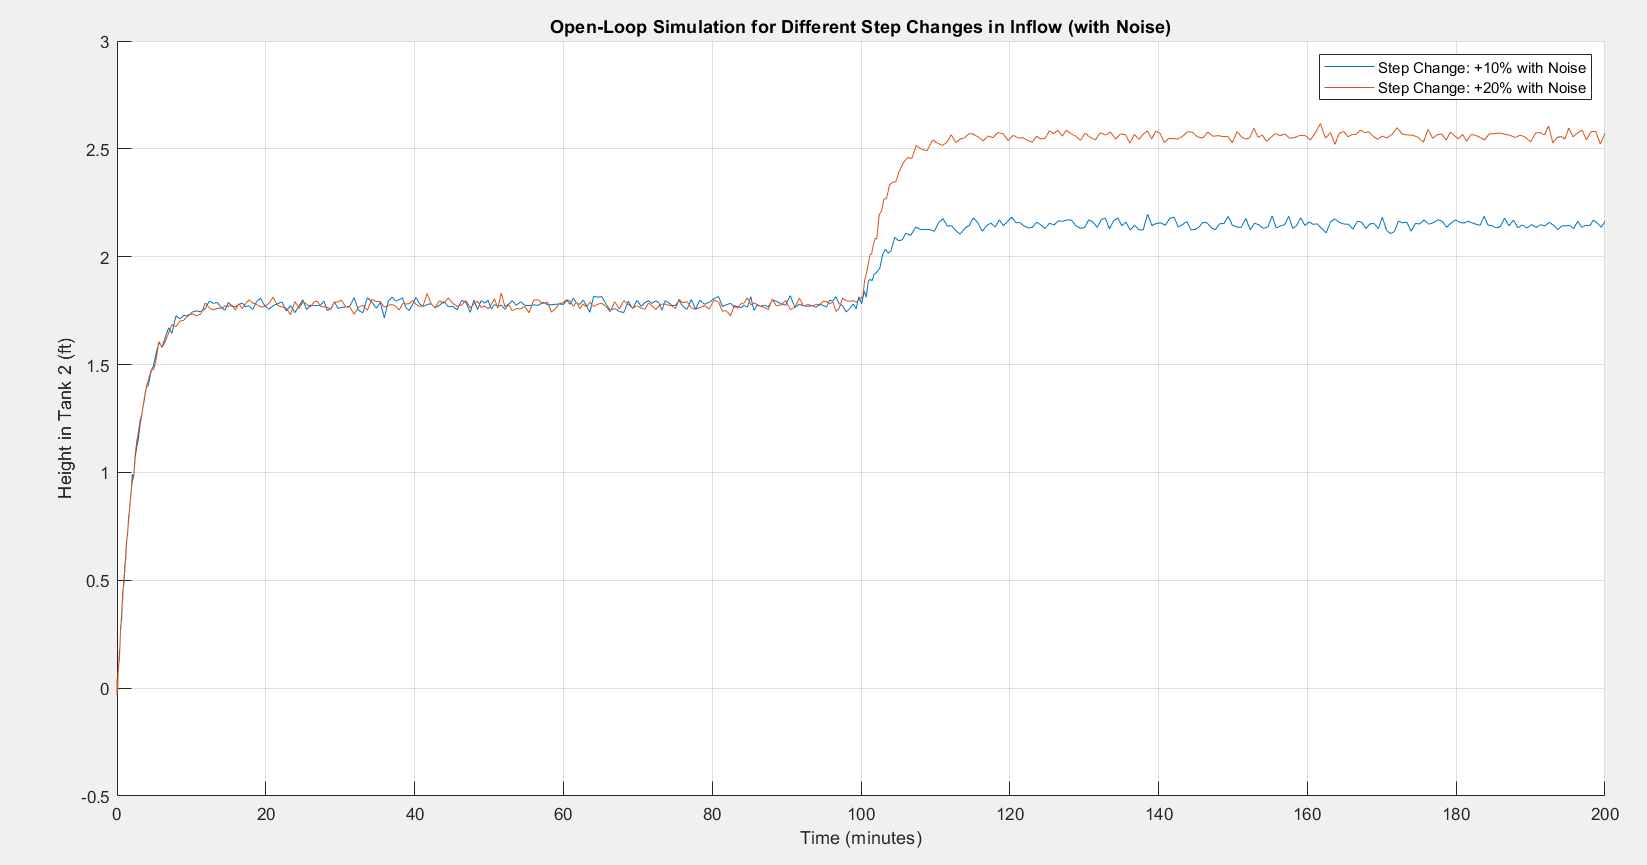 Open-Loop Simulation for Different Step Changes in Inflow (with Noise)
Step Change: +10% with Noise
Step Change: +20% with Noise
Height in Tank 2 (ft)
3
2.5
2
1.5
1
0.5
0
-0.5
0 20 40 60 80 100 120 140 160 180 200
Time (minutes)